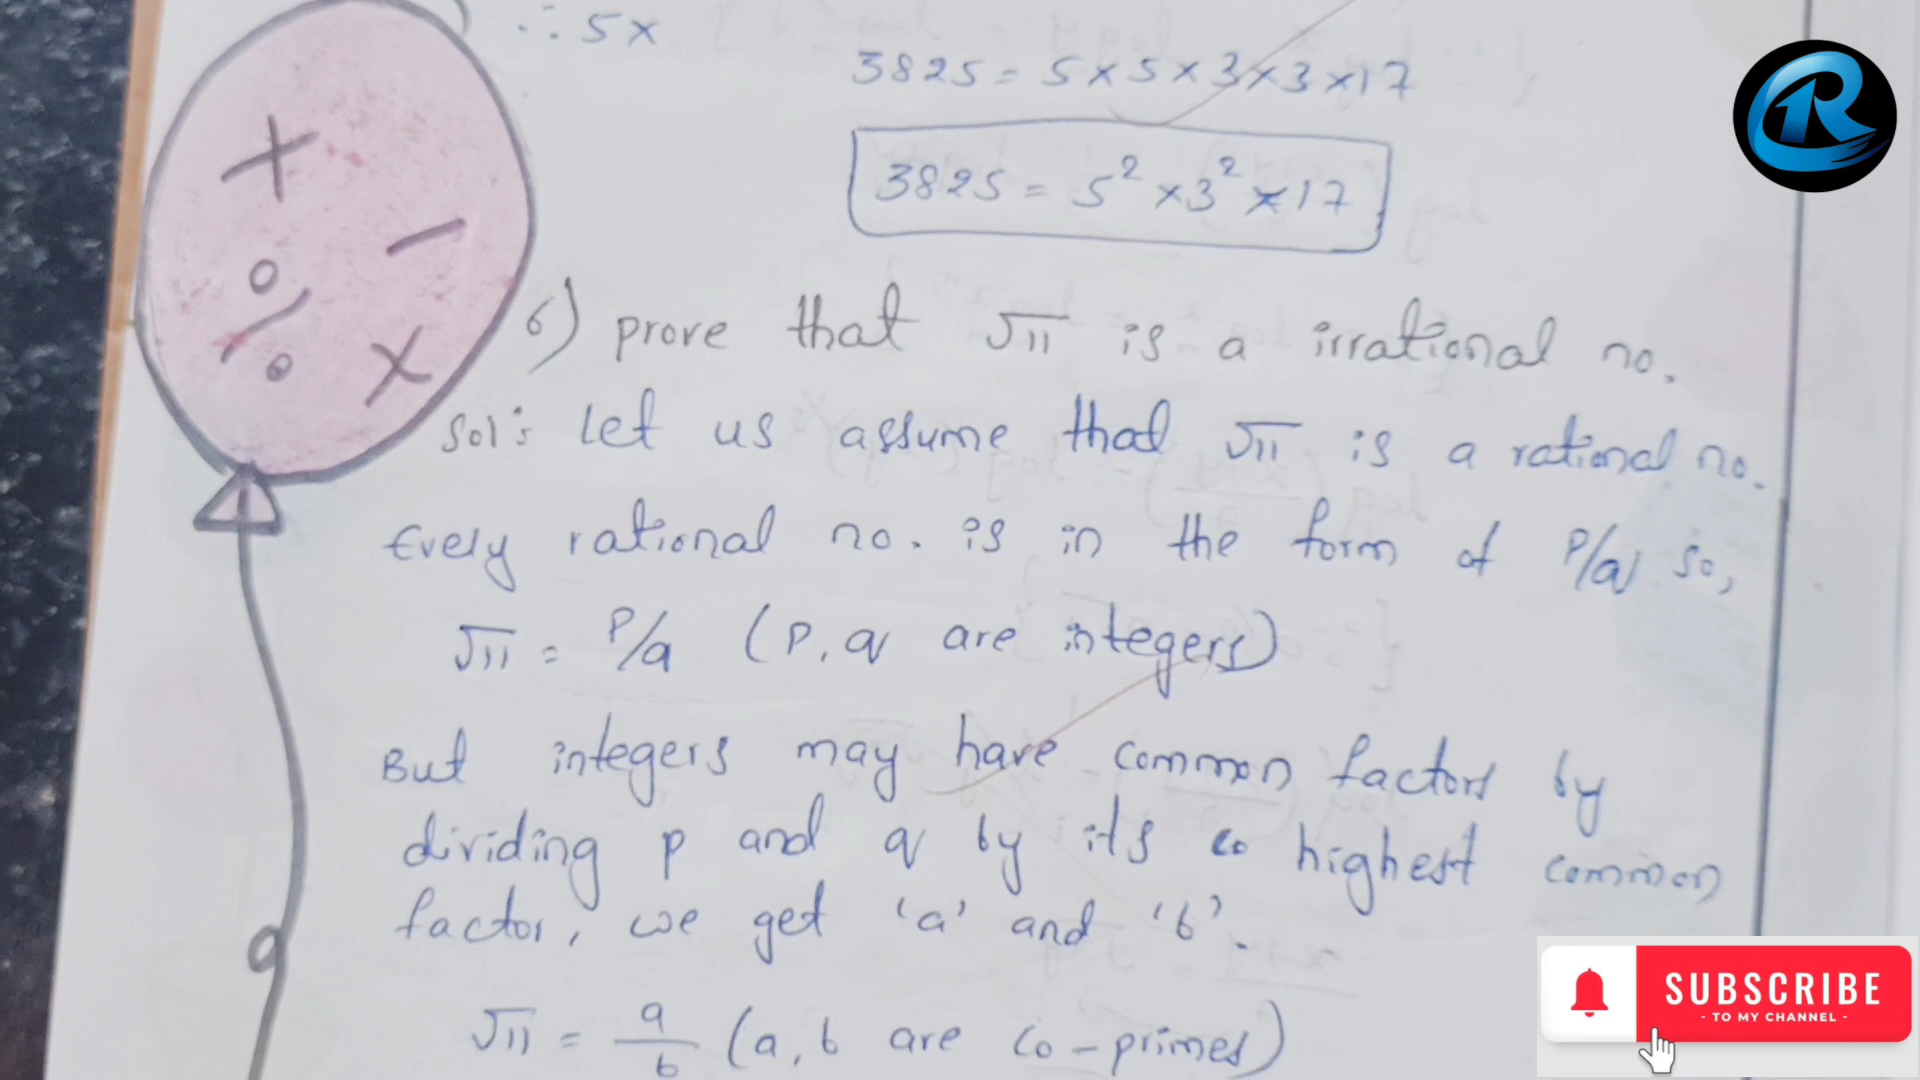 ∴ 5 x
3825 = 5 × 5 × 3 × 3 × 17
3825 = 5² × 3² × 17
6) prove that √11 is a irrational no.
Sol: Let us assume that √11 is a rational no.
Every rational no. is in the form of P/q so,
√11 = P/q (P, q are integers)
But integers may have common factors by
dividing p and q by its co highest common
factor, we get 'a' and 'b'.
√11 = a/b (a, b are co-primes)
SUBSCRIBE
- TO MY CHANNEL -